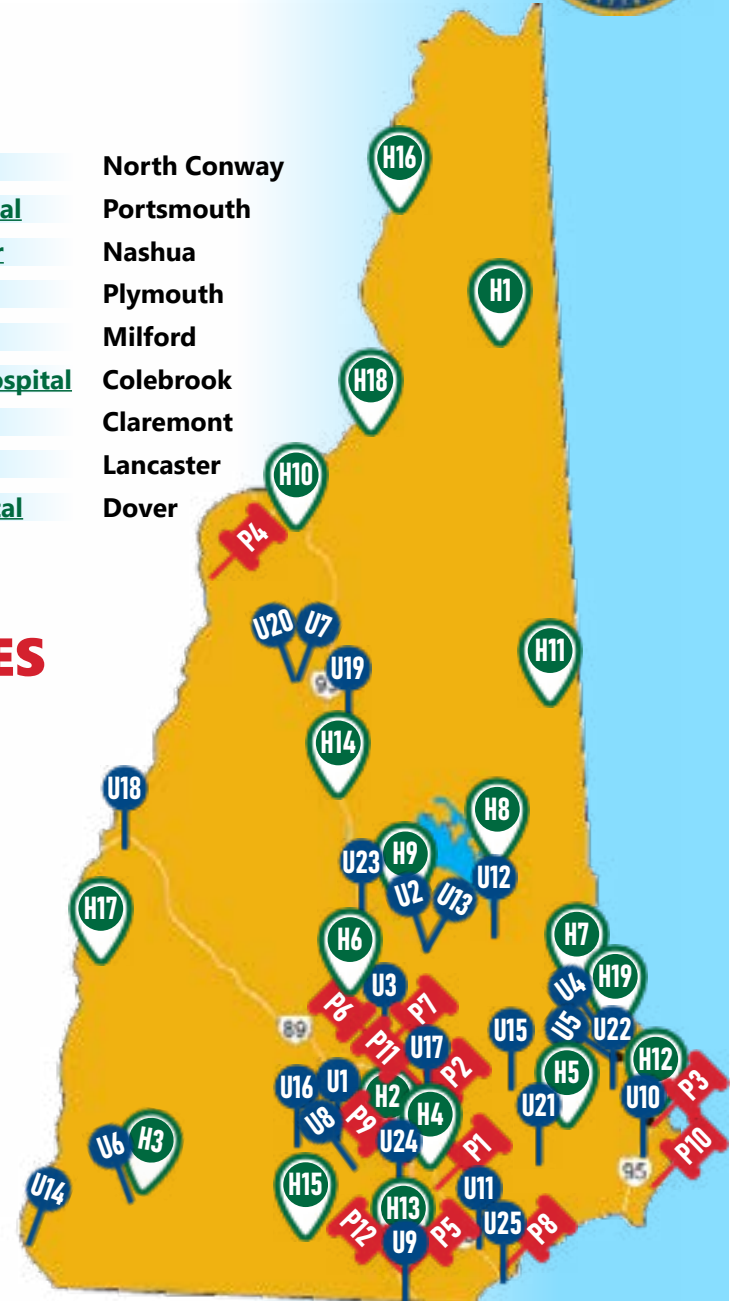 North Conway
al Portsmouth
r Nashua
Plymouth
Milford
ospital Colebrook
Claremont
Lancaster
tal Dover
ES
H16
H1
H18
H10
P4
U20 U7
U19
H11
H14
U18
H8
U23 H9
U12
U2 U13
H17
H6
H7
H19
U3
U4
P6 P7
U5 U22
89
U15
P11 U17
P2
H12
H5
P3
U16 U1
H2
U10
U8 P9 H4
U21
U24
P1
P10
U6 H3
95
U14
H15
U11
H13
P12 P5
U25 P8
U9